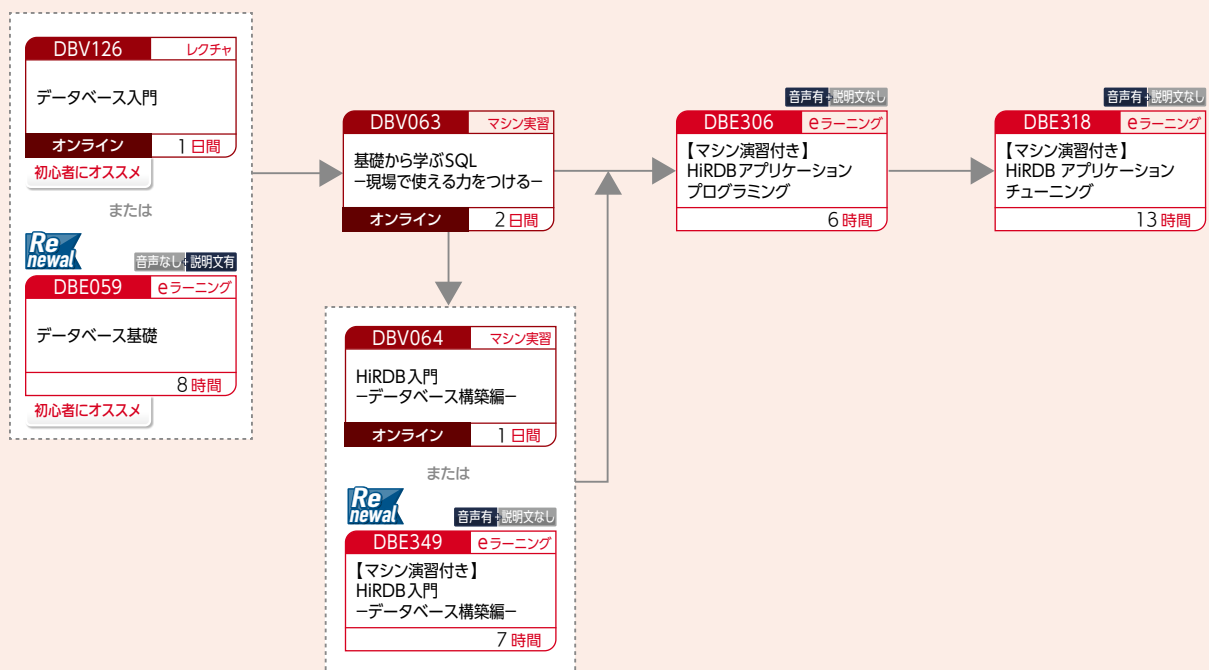 DBV126 レクチャ
データベース入門
オンライン 1日間
初心者にオススメ
または
Re
newal
音声なし+説明文有
DBE059 eラーニング
データベース基礎
8時間
初心者にオススメ
DBV063 マシン実習
基礎から学ぶSQL
−現場で使える力をつける−
オンライン 2日間
DBV064 マシン実習
HiRDB入門
−データベース構築編−
オンライン 1日間
または
Re
newal
音声有+説明文なし
DBE349 eラーニング
【マシン演習付き】
HiRDB入門
−データベース構築編−
7時間
音声有+説明文なし
DBE306 eラーニング
【マシン演習付き】
HiRDBアプリケーション
プログラミング
6時間
音声有+説明文なし
DBE318 eラーニング
【マシン演習付き】
HiRDB アプリケーション
チューニング
13時間